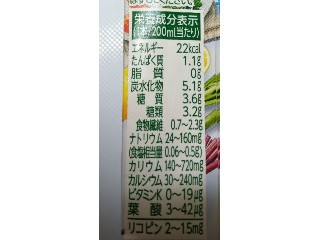 栄養成分表示
(1本/200ml当たり)
エネルギー 22kcal
たんぱく質 1.1g
脂質 0g
炭水化物 5.1g
糖質 3.6g
糖類 3.2g
食物繊維 0.7~2.3g
ナトリウム 24~160mg
(食塩相当量 0.06~0.5g)
カリウム 140~720mg
カルシウム 30~240mg
ビタミンK 0~19μg
葉酸 3~42μg
リコピン 2~15mg